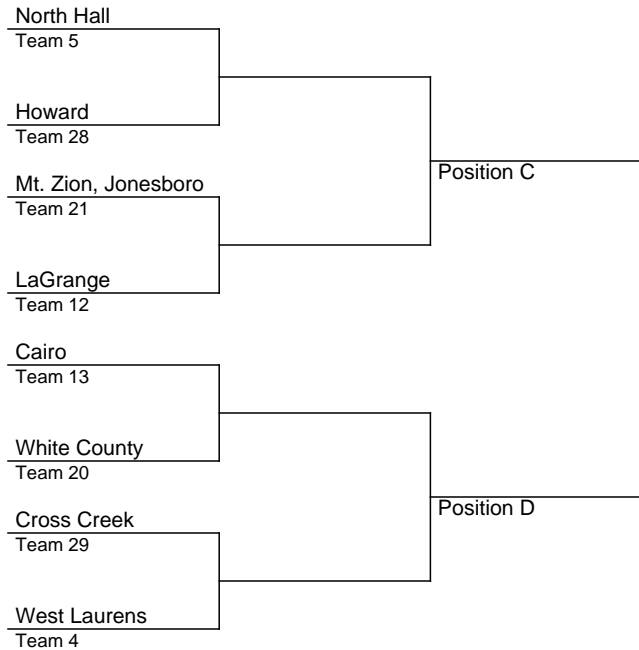 North Hall
Team 5
Howard
Team 28
Position C
Mt. Zion, Jonesboro
Team 21
LaGrange
Team 12
Cairo
Team 13
White County
Team 20
Position D
Cross Creek
Team 29
West Laurens
Team 4